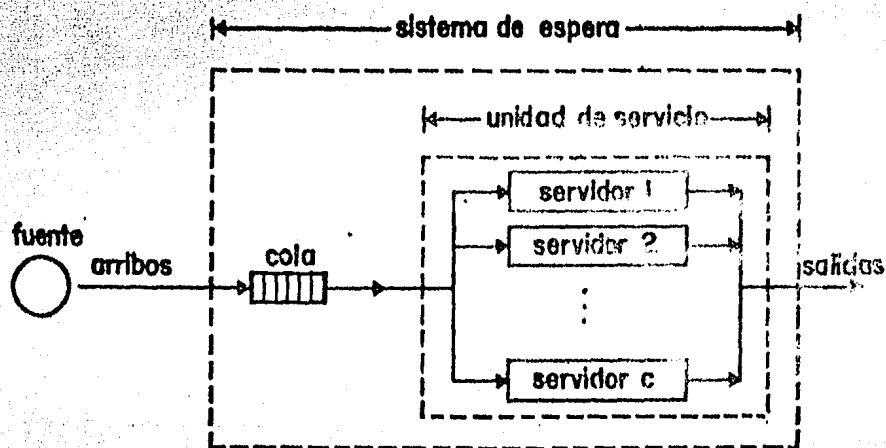 sistema de espera
unidad de servicio
servidor 1
fuente
arribos
cola
servidor 2
salidas
servidor c